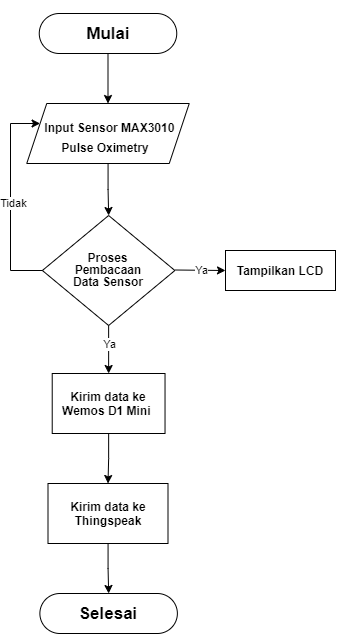 Mulai
Input Sensor MAX3010
Pulse Oximetry
Tidak
Proses
Pembacaan
Data Sensor
Ya
Tampilkan LCD
Ya
Kirim data ke
Wemos D1 Mini
Kirim data ke
Thingspeak
Selesai